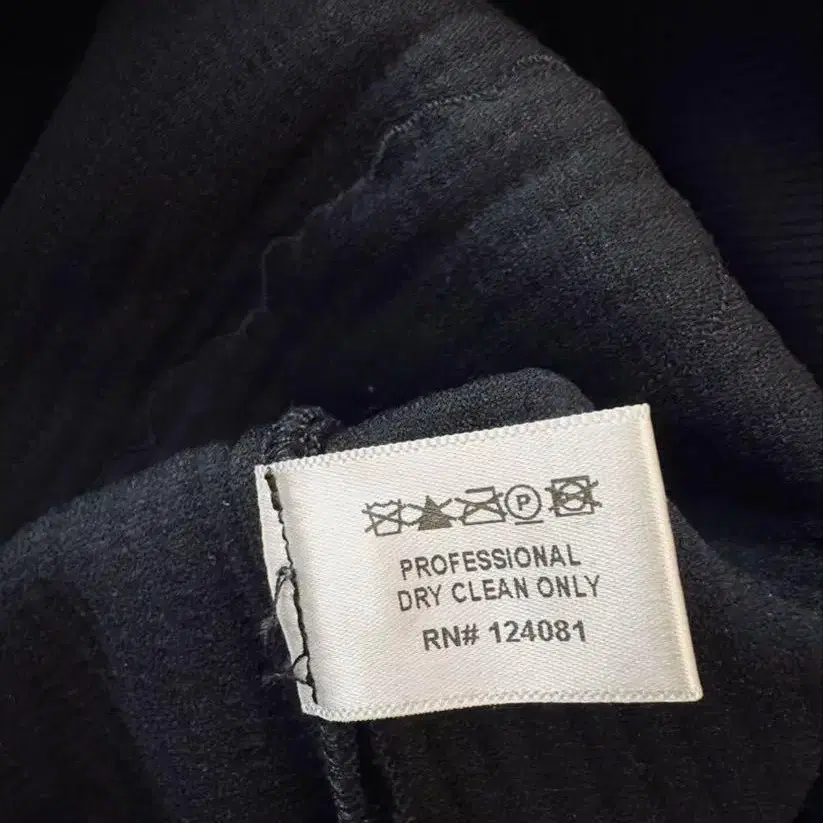 P
PROFESSIONAL
DRY CLEAN ONLY
RN# 124081